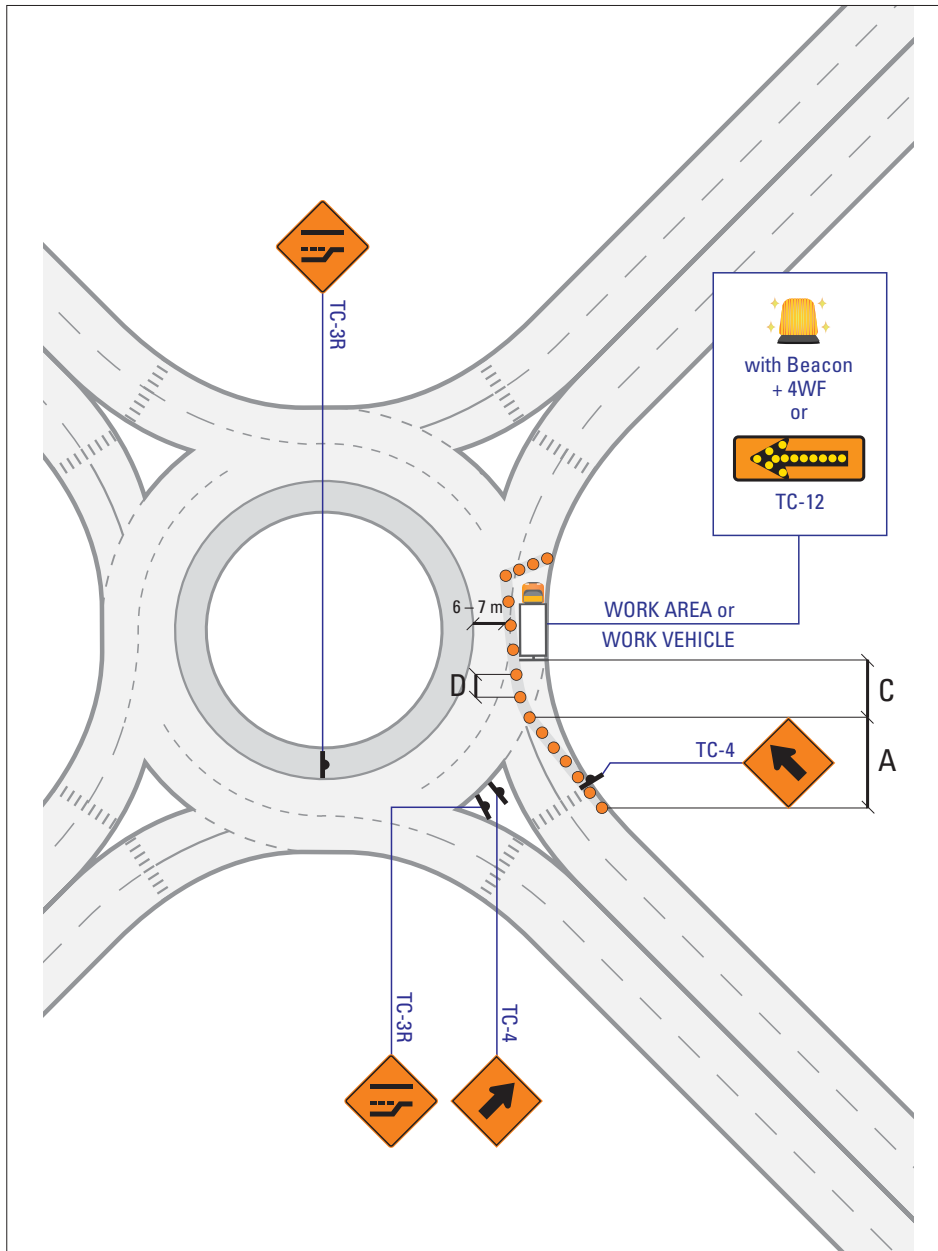 TC-3R
with Beacon
+ 4WF
or
TC-12
6 – 7 m
WORK AREA or
WORK VEHICLE
D
C
TC-4
A
TC-3R
TC-4